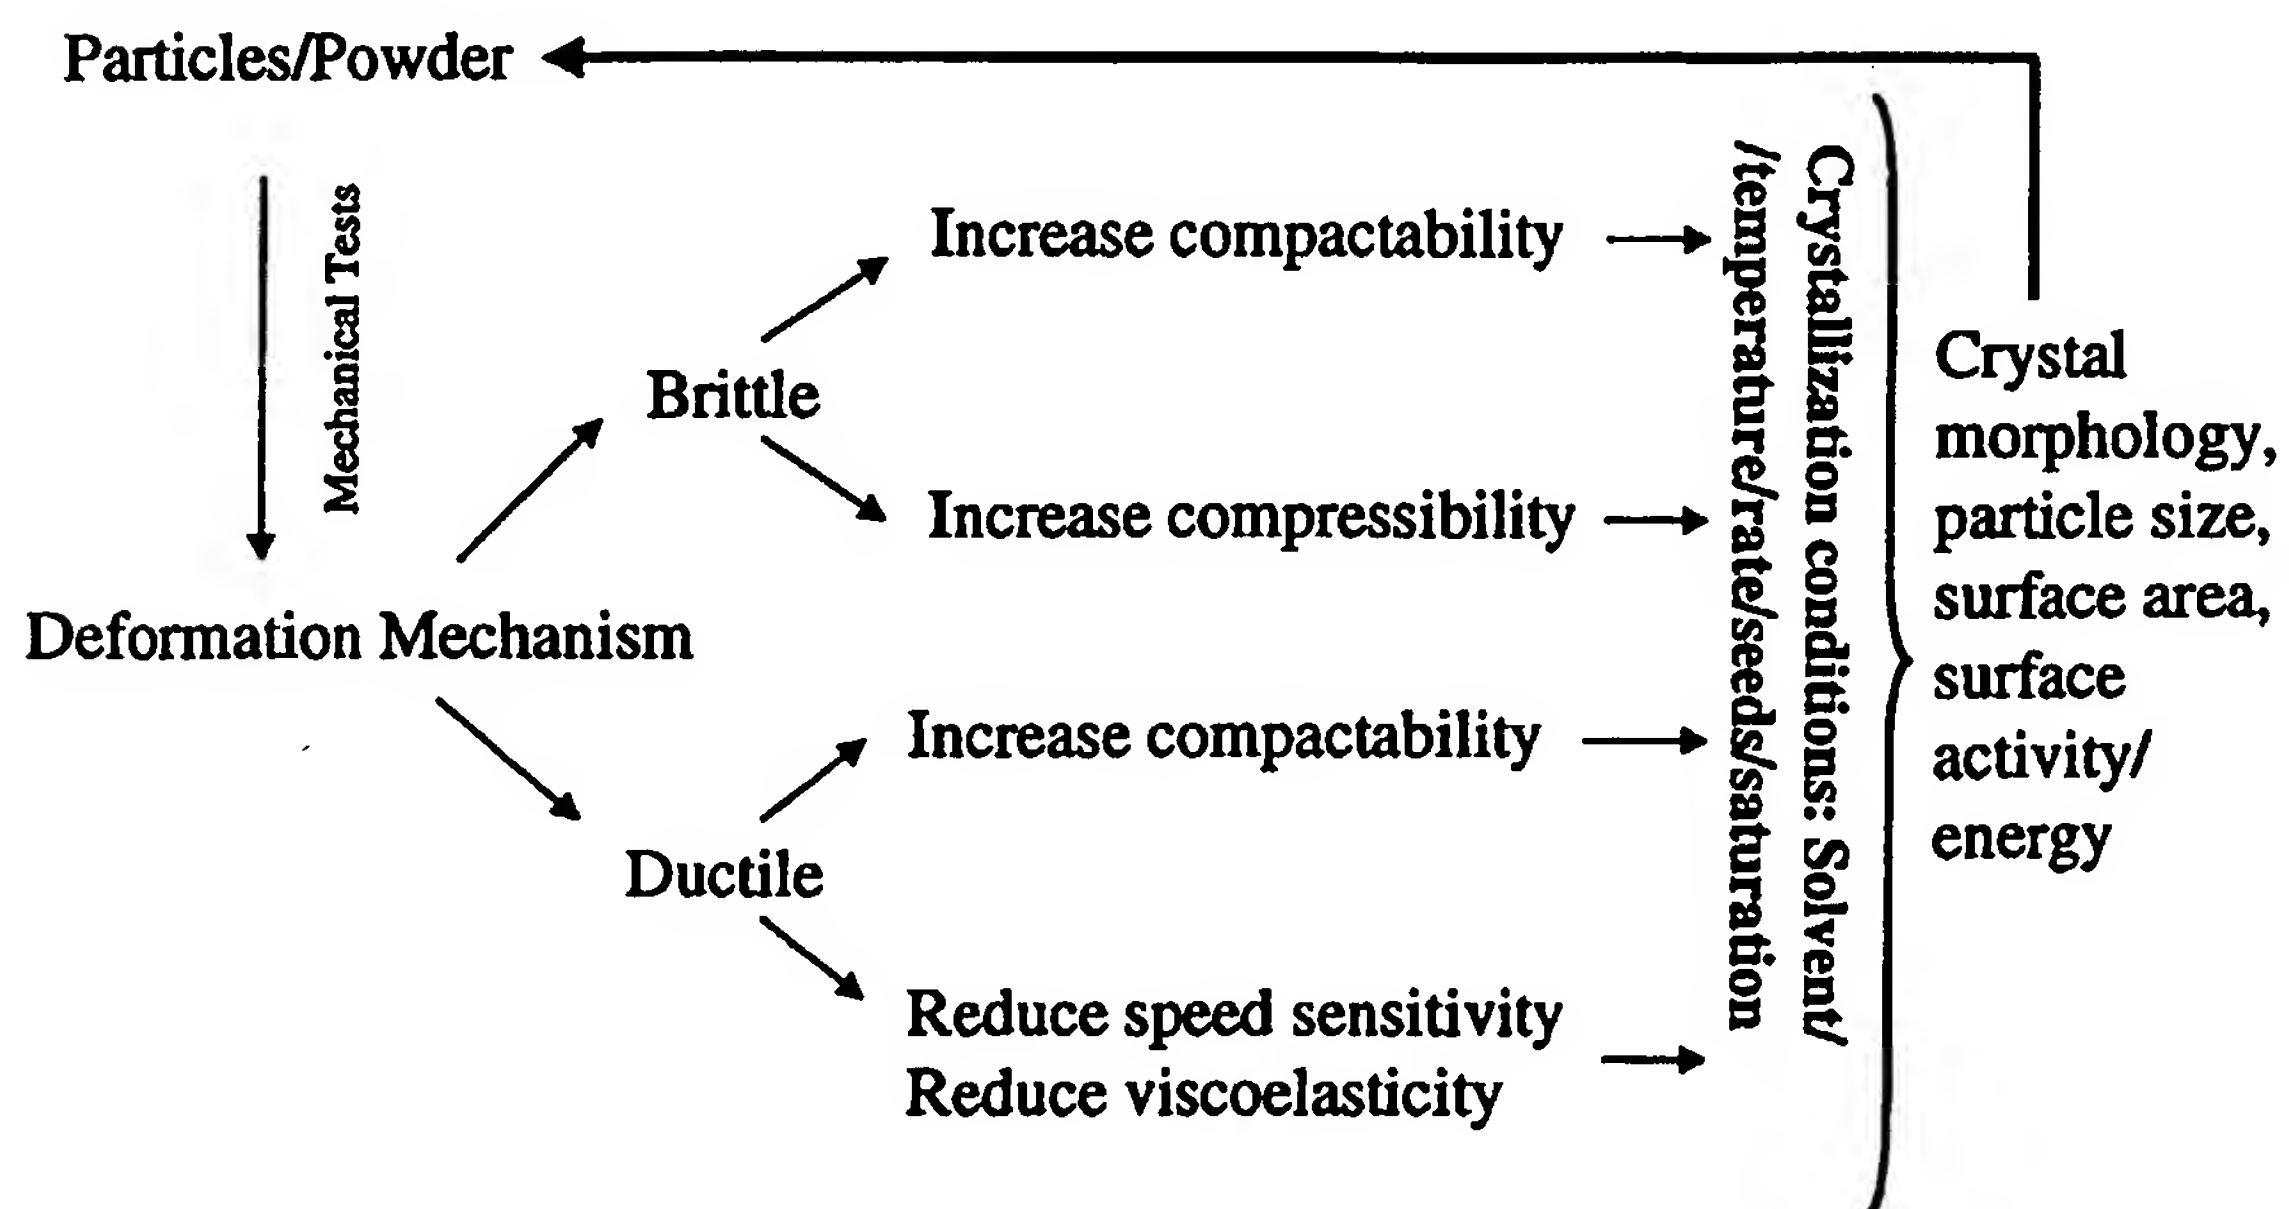 Particles/Powder
Mechanical Tests
Deformation Mechanism
Brittle
Ductile
Increase compactability
Increase compressibility
Increase compactability
Reduce speed sensitivity
Reduce viscoelasticity
Crystallization conditions: Solvent/
/temperature/rate/seeds/saturation
Crystal
morphology,
particle size,
surface area,
surface
activity/
energy